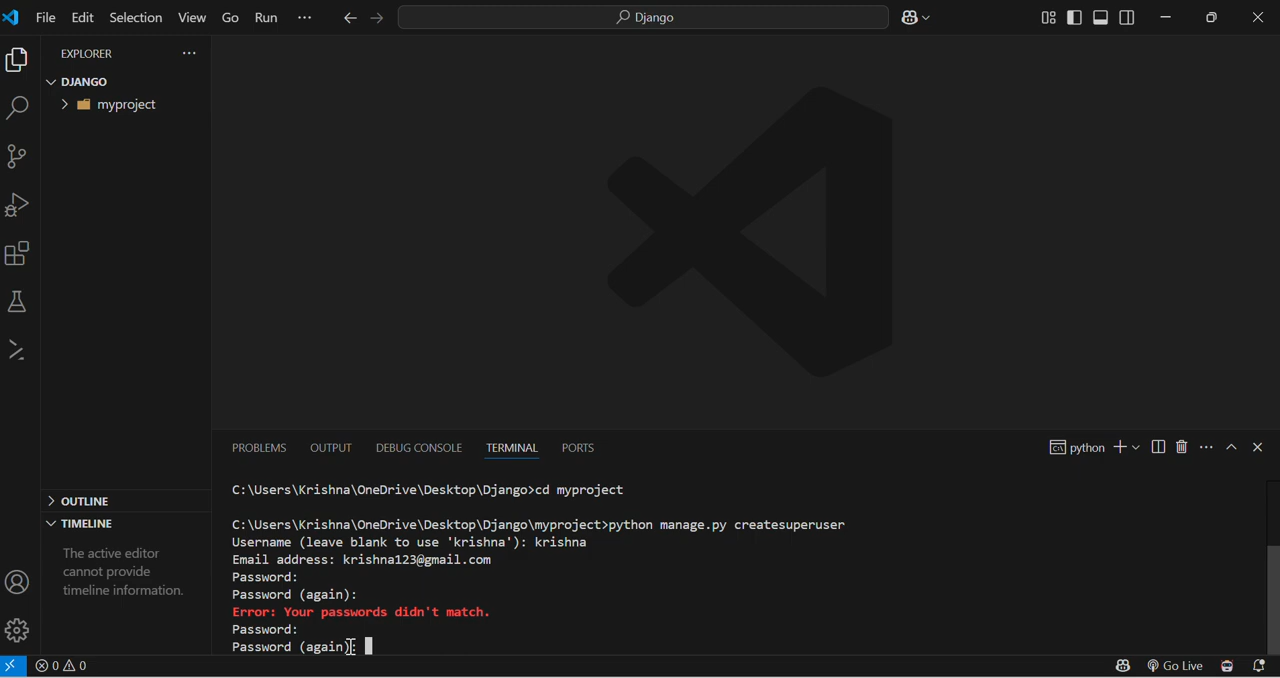 File Edit Selection View Go Run ··· Django
EXPLORER ···
DJANGO
myproject
OUTLINE
TIMELINE
The active editor
cannot provide
timeline information.
PROBLEMS OUTPUT DEBUG CONSOLE TERMINAL PORTS python ···
C:\Users\Krishna\OneDrive\Desktop\Django>cd myproject
C:\Users\Krishna\OneDrive\Desktop\Django\myproject>python manage.py createsuperuser
Username (leave blank to use 'krishna'): krishna
Email address: krishna123@gmail.com
Password:
Password (again):
Error: Your passwords didn't match.
Password:
Password (again):
0 0 Go Live